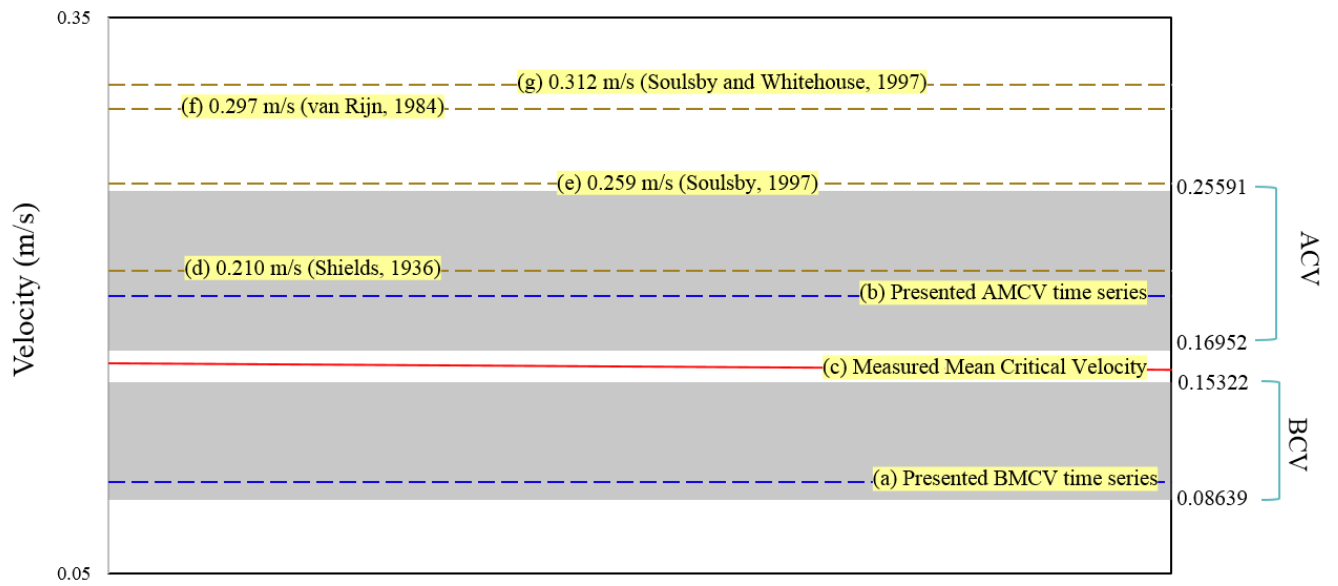 0.35
(g) 0.312 m/s (Soulsby and Whitehouse, 1997)
(f) 0.297 m/s (van Rijn, 1984)
(e) 0.259 m/s (Soulsby, 1997)
0.25591
(d) 0.210 m/s (Shields, 1936)
(b) Presented AMCV time series
ACV
Velocity (m/s)
0.16952
(c) Measured Mean Critical Velocity
0.15322
BCV
(a) Presented BMCV time series
0.08639
0.05